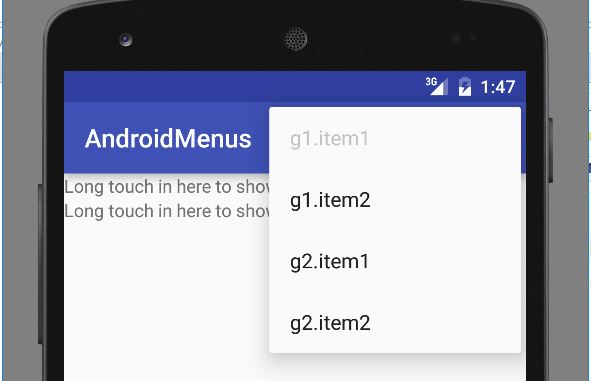 3G 1:47
AndroidMenus
g1.item1
Long touch in here to show
Long touch in here to show
g1.item2
g2.item1
g2.item2